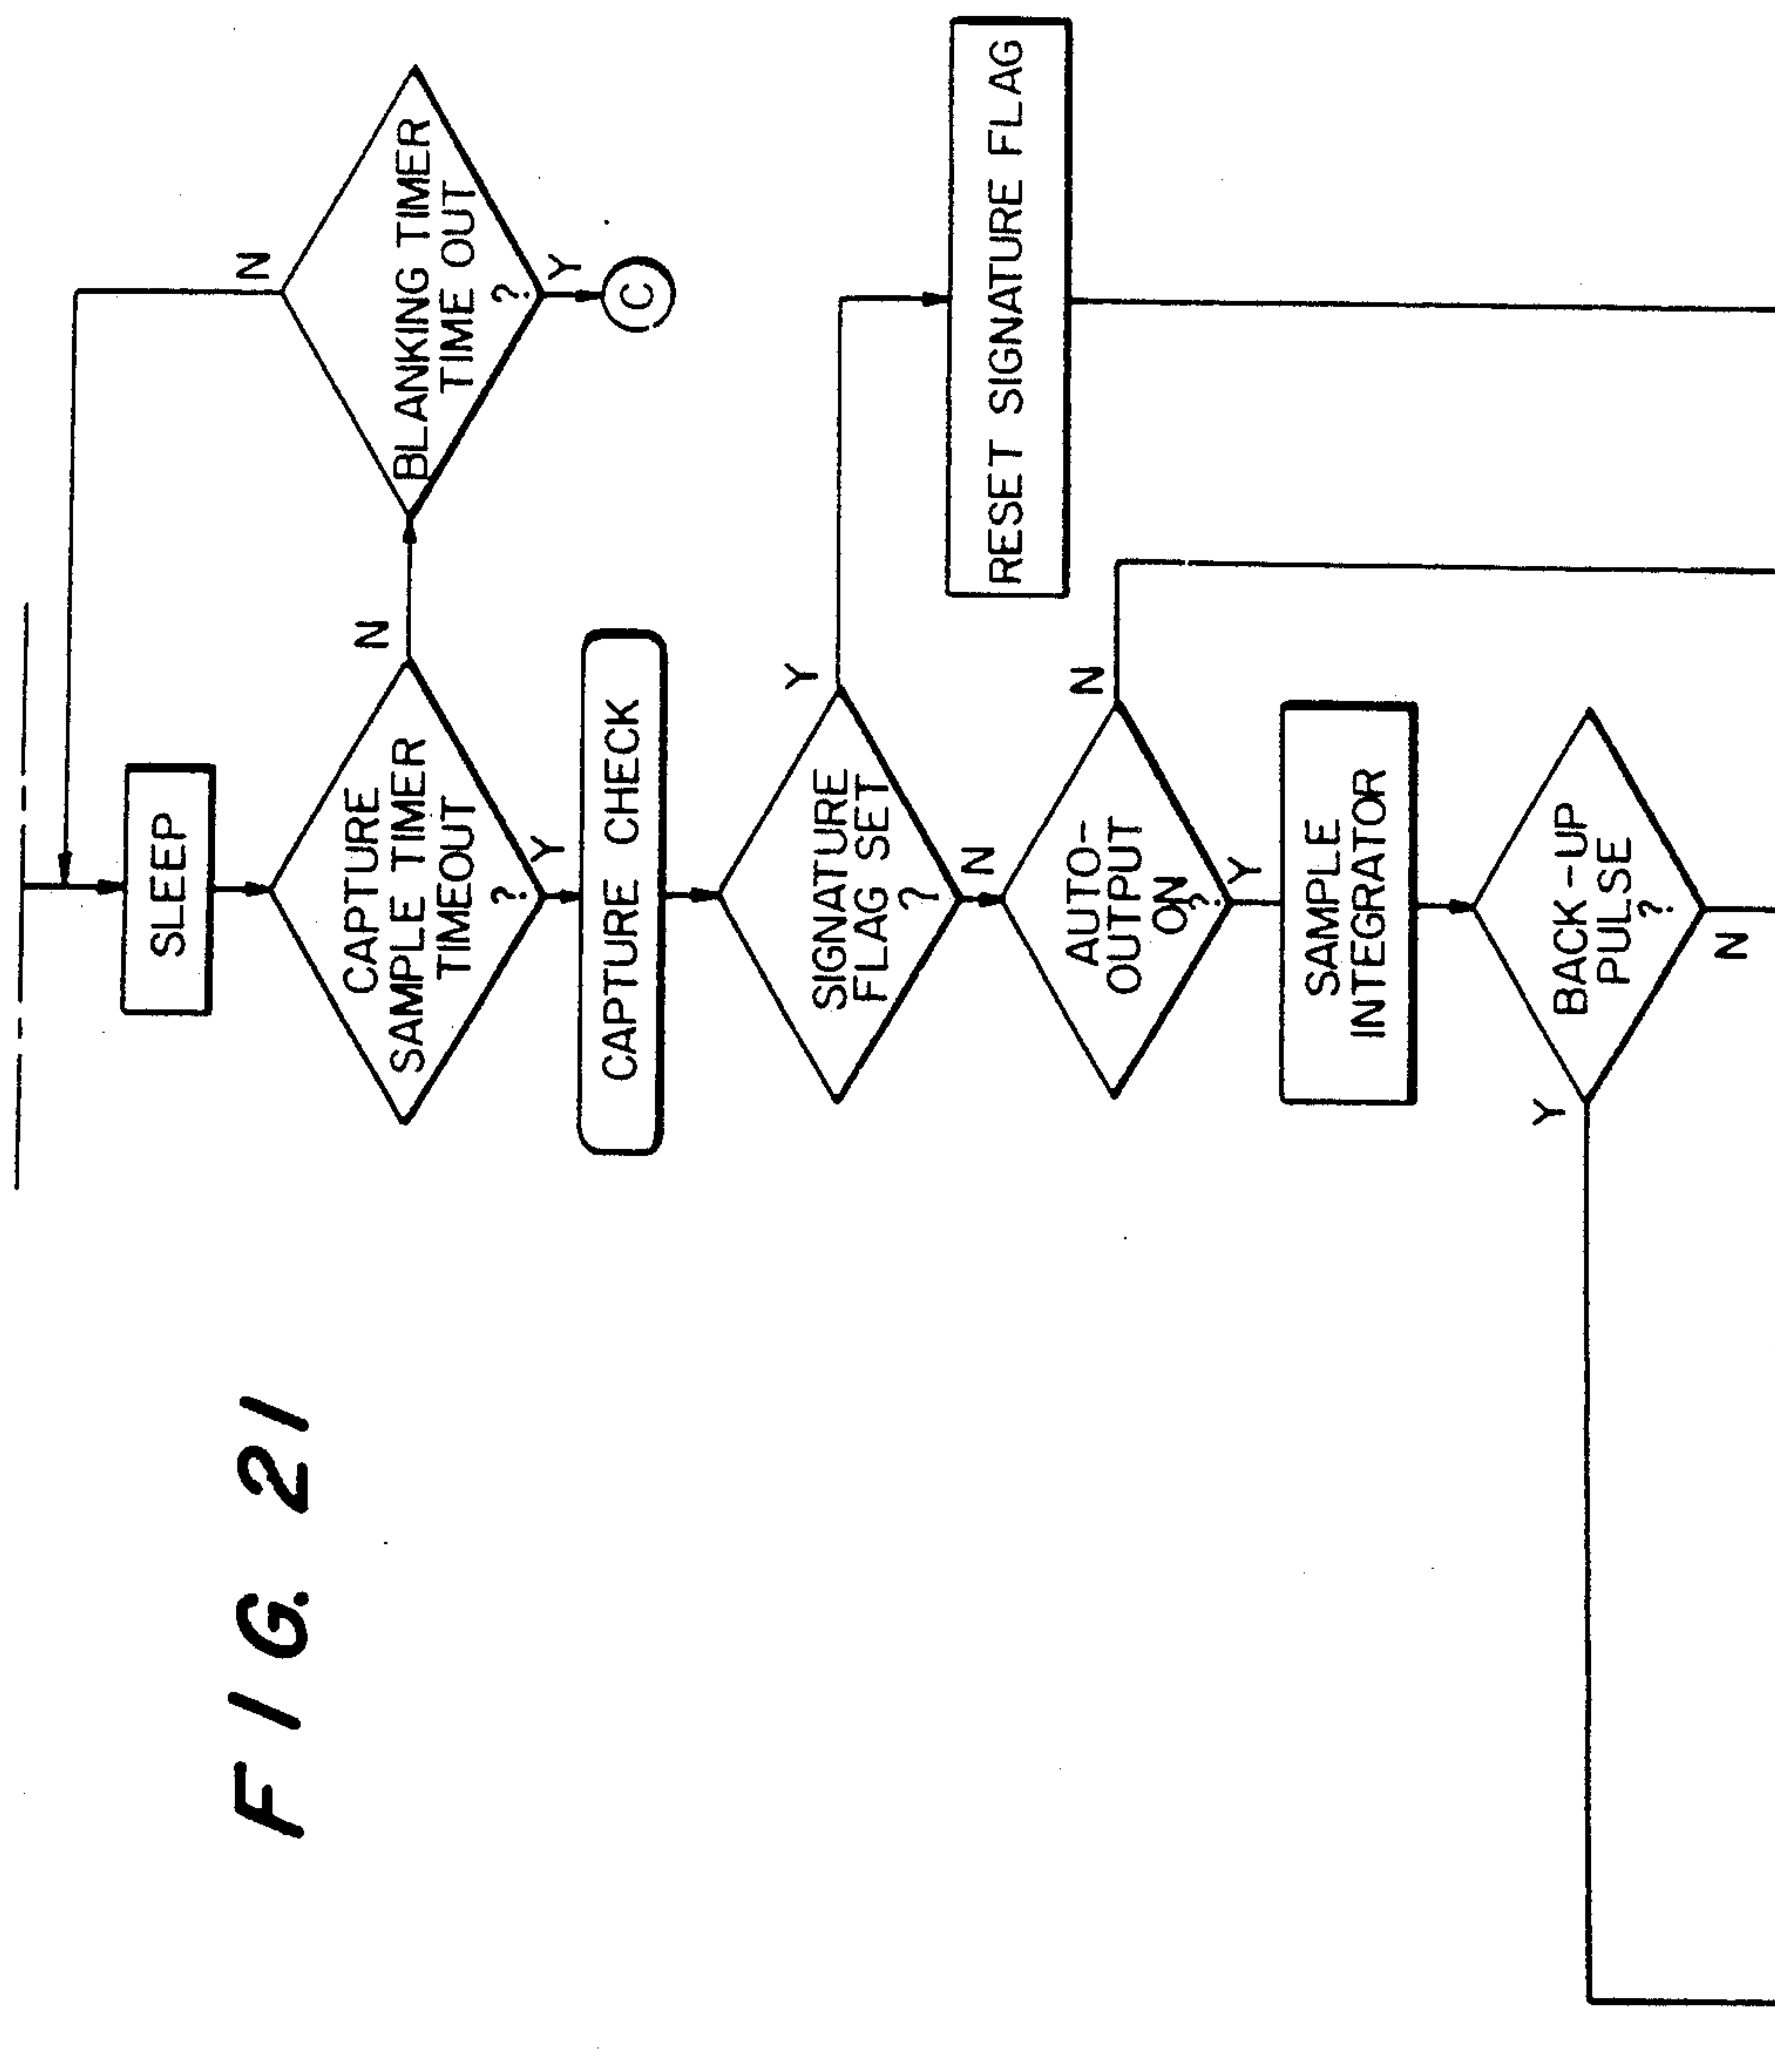 FIG. 21
SLEEP
CAPTURE
SAMPLE TIMER
TIMEOUT
?
N
Y
BLANKING TIMER
TIME OUT
?
N
Y
C
CAPTURE CHECK
SIGNATURE
FLAG SET
?
Y
N
RESET SIGNATURE FLAG
AUTO-
OUTPUT
ON
?
N
Y
SAMPLE
INTEGRATOR
BACK-UP
PULSE
?
Y
N